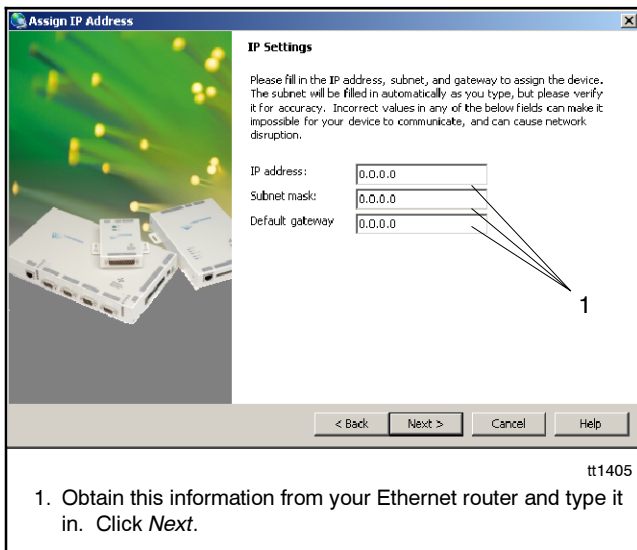 Assign IP Address
IP Settings
Please fill in the IP address, subnet, and gateway to assign the device.
The subnet will be filled in automatically as you type, but please verify
it for accuracy. Incorrect values in any of the below fields can make it
impossible for your device to communicate, and can cause network
disruption.
IP address: 0.0.0.0
Subnet mask: 0.0.0.0
Default gateway 0.0.0.0
1
< Back Next > Cancel Help
tt1405
1. Obtain this information from your Ethernet router and type it
in. Click Next.